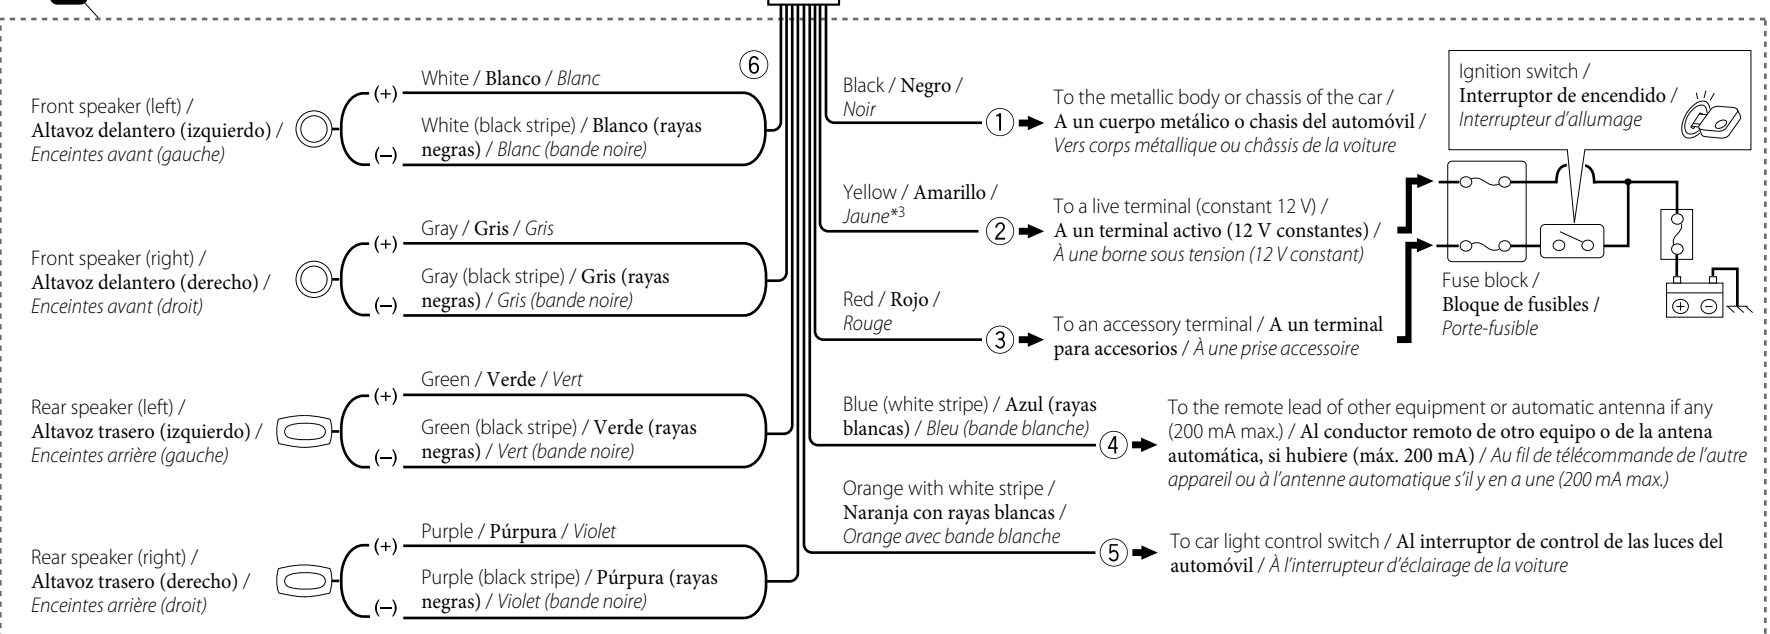 6
White / Blanco / Blanc
(+)
Front speaker (left) /
Altavoz delantero (izquierdo) /
Enceintes avant (gauche)
White (black stripe) / Blanco (rayas
negras) / Blanc (bande noire)
(–)
Gray / Gris / Gris
(+)
Front speaker (right) /
Altavoz delantero (derecho) /
Enceintes avant (droit)
Gray (black stripe) / Gris (rayas
negras) / Gris (bande noire)
(–)
Green / Verde / Vert
(+)
Rear speaker (left) /
Altavoz trasero (izquierdo) /
Enceintes arrière (gauche)
Green (black stripe) / Verde (rayas
negras) / Vert (bande noire)
(–)
Purple / Púrpura / Violet
(+)
Rear speaker (right) /
Altavoz trasero (derecho) /
Enceintes arrière (droit)
Purple (black stripe) / Púrpura (rayas
negras) / Violet (bande noire)
(–)
Black / Negro /
Noir
1
To the metallic body or chassis of the car /
A un cuerpo metálico o chasis del automóvil /
Vers corps métallique ou châssis de la voiture
Yellow / Amarillo /
Jaune*3
2
To a live terminal (constant 12 V) /
A un terminal activo (12 V constantes) /
À une borne sous tension (12 V constant)
Red / Rojo /
Rouge
3
To an accessory terminal / A un terminal
para accesorios / À une prise accessoire
Ignition switch /
Interruptor de encendido /
Interrupteur d'allumage
Fuse block /
Bloque de fusibles /
Porte-fusible
+ –
Blue (white stripe) / Azul (rayas
blancas) / Bleu (bande blanche)
4
To the remote lead of other equipment or automatic antenna if any
(200 mA max.) / Al conductor remoto de otro equipo o de la antena
automática, si hubiere (máx. 200 mA) / Au fil de télécommande de l'autre
appareil ou à l'antenne automatique s'il y en a une (200 mA max.)
Orange with white stripe /
Naranja con rayas blancas /
Orange avec bande blanche
5
To car light control switch / Al interruptor de control de las luces del
automóvil / À l'interrupteur d'éclairage de la voiture